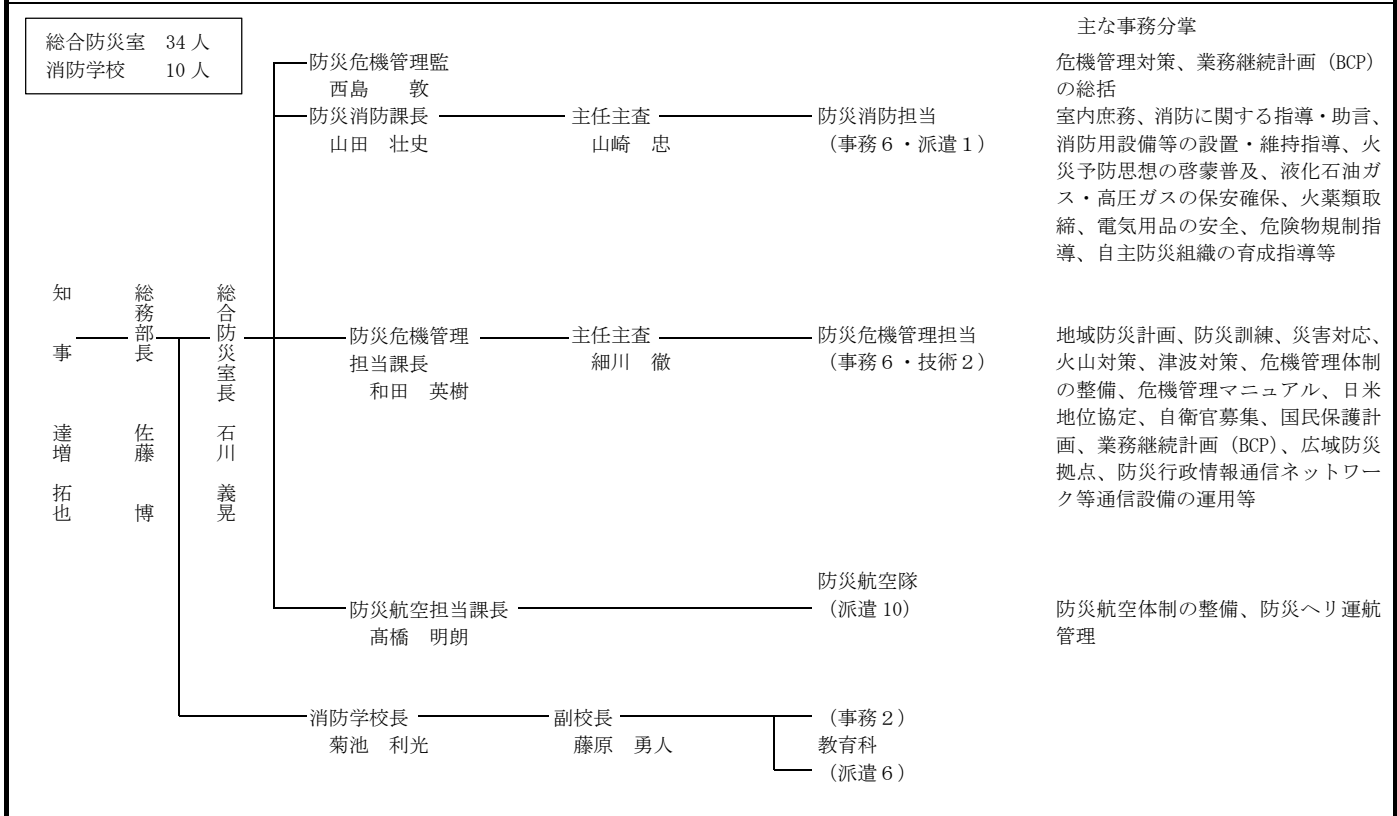 総合防災室　34 人
消防学校　　10 人
主な事務分掌
知　事　達増　拓也
総務部長　佐藤　博
総合防災室長　石川　義晃
防災危機管理監
西島　　敦
危機管理対策、業務継続計画（BCP）
の総括
防災消防課長
山田　壮史
主任主査
山崎　忠
防災消防担当
（事務６・派遣１）
室内庶務、消防に関する指導・助言、
消防用設備等の設置・維持指導、火
災予防思想の啓蒙普及、液化石油ガ
ス・高圧ガスの保安確保、火薬類取
締、電気用品の安全、危険物規制指
導、自主防災組織の育成指導等
防災危機管理
担当課長
和田　英樹
主任主査
細川　徹
防災危機管理担当
（事務６・技術２）
地域防災計画、防災訓練、災害対応、
火山対策、津波対策、危機管理体制
の整備、危機管理マニュアル、日米
地位協定、自衛官募集、国民保護計
画、業務継続計画（BCP）、広域防災
拠点、防災行政情報通信ネットワー
ク等通信設備の運用等
防災航空担当課長
髙橋　明朗
防災航空隊
（派遣 10）
防災航空体制の整備、防災ヘリ運航
管理
消防学校長
菊池　利光
副校長
藤原　勇人
（事務２）
教育科
（派遣６）